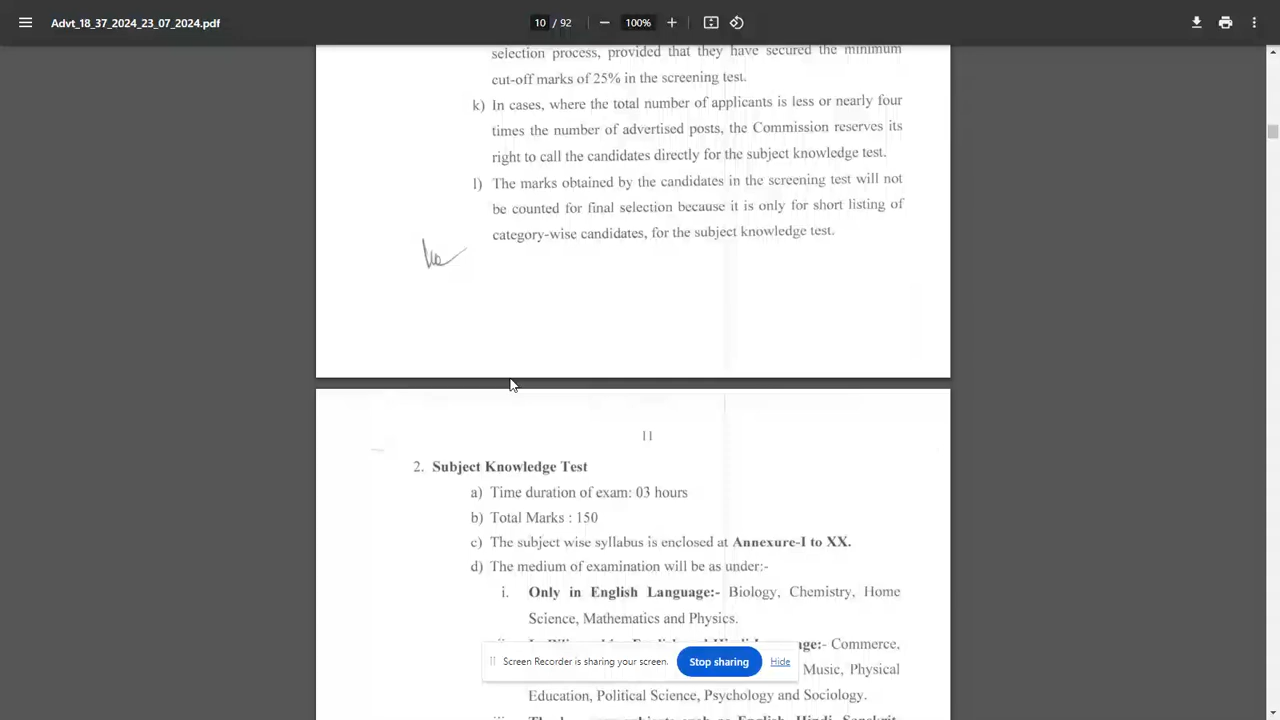 Advt_18_37_2024_23_07_2024.pdf
10 / 92
100%
selection process, provided that they have secured the minimum
cut-off marks of 25% in the screening test.
k) In cases, where the total number of applicants is less or nearly four
times the number of advertised posts, the Commission reserves its
right to call the candidates directly for the subject knowledge test.
l) The marks obtained by the candidates in the screening test will not
be counted for final selection because it is only for short listing of
category-wise candidates, for the subject knowledge test.
11
2. Subject Knowledge Test
a) Time duration of exam: 03 hours
b) Total Marks : 150
c) The subject wise syllabus is enclosed at Annexure-I to XX.
d) The medium of examination will be as under:-
i. Only in English Language:- Biology, Chemistry, Home
Science, Mathematics and Physics.
Commerce,
Screen Recorder is sharing your screen. Stop sharing Hide
Music, Physical
Education, Political Science, Psychology and Sociology.